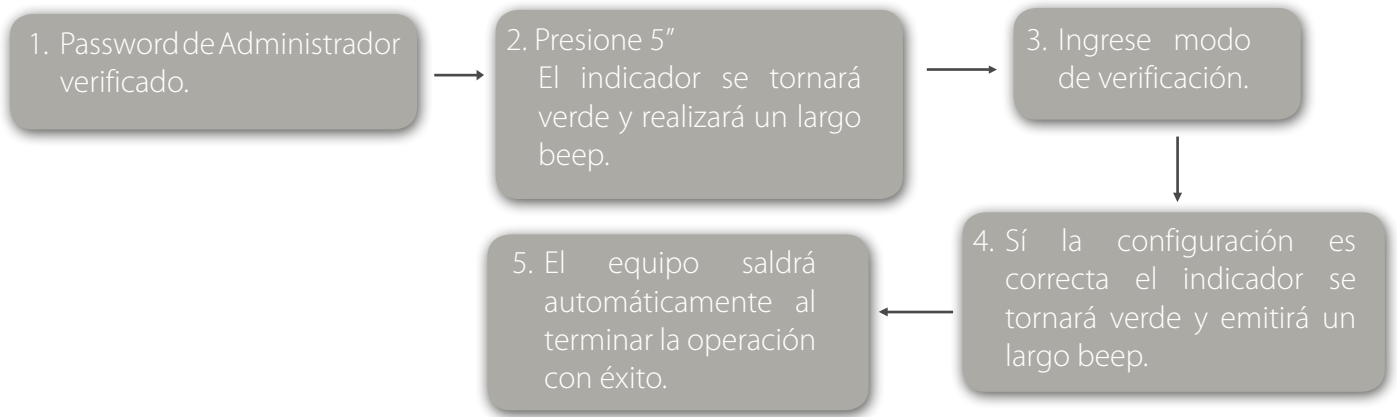 1. Password de Administrador
verificado.
2. Presione 5”
El indicador se tornará
verde y realizará un largo
beep.
3. Ingrese modo
de verificación.
4. Sí la configuración es
correcta el indicador se
tornará verde y emitirá un
largo beep.
5. El equipo saldrá
automáticamente al
terminar la operación
con éxito.